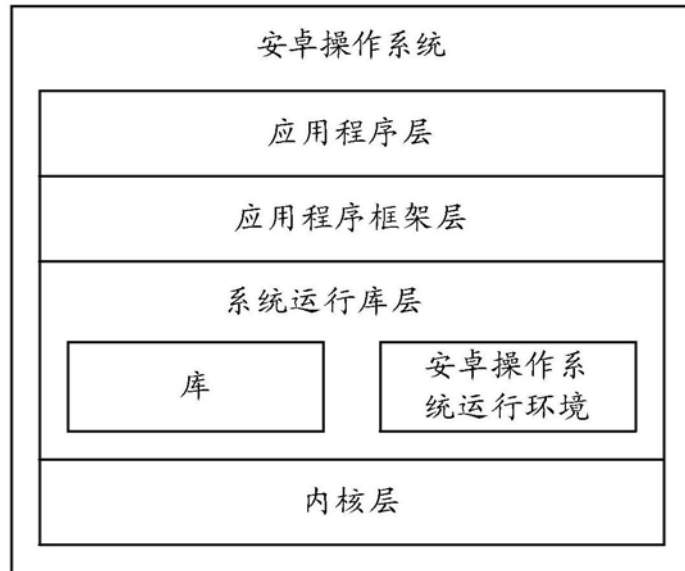 安卓操作系统
应用程序层
应用程序框架层
系统运行库层
库
安卓操作系
统运行环境
内核层